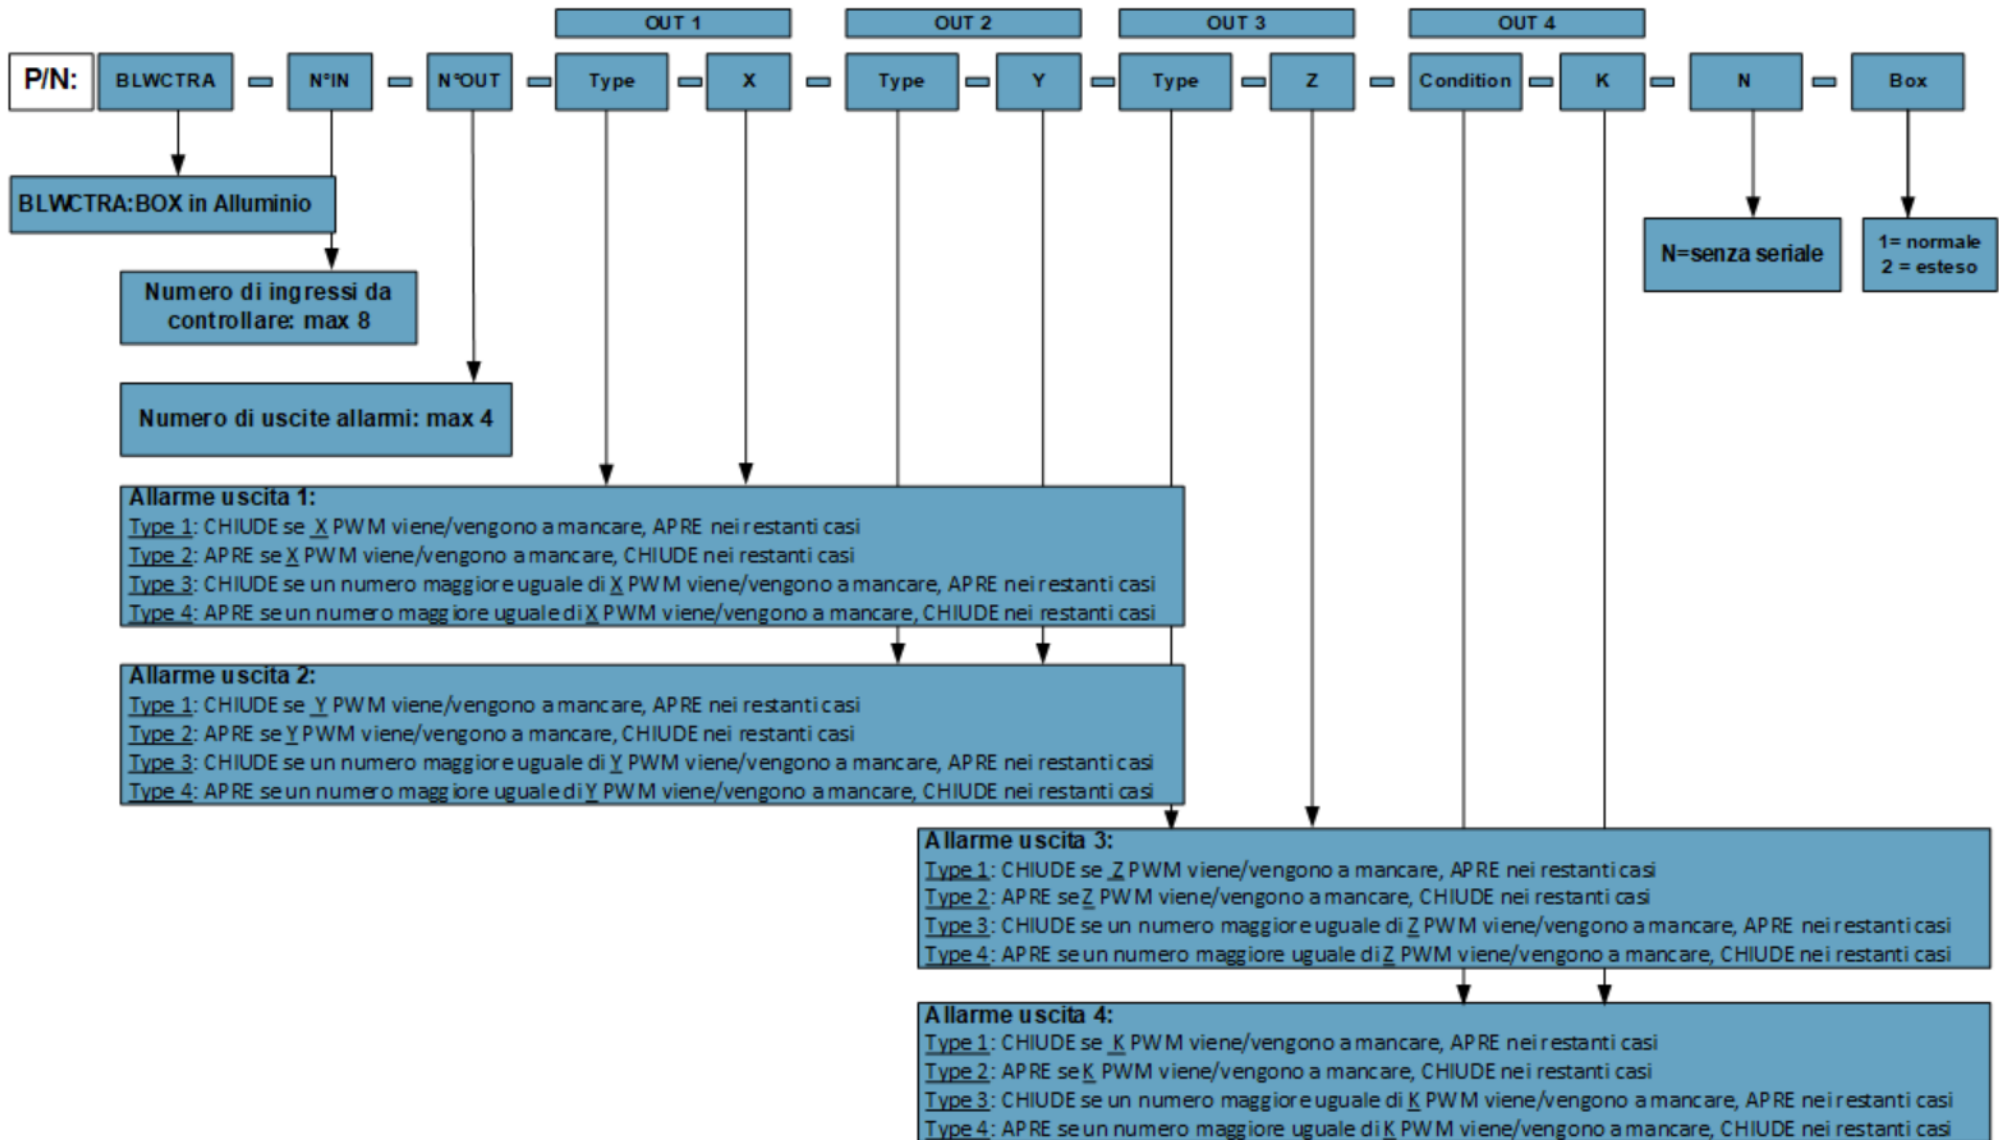 OUT 1 OUT 2 OUT 3 OUT 4
P/N: BLWCTRA N°IN N°OUT Type X Type Y Type Z Condition K N Box
BLWCTRA:BOX in Alluminio
N=senza seriale
1= normale
2 = esteso
Numero di ingressi da
controllare: max 8
Numero di uscite allarmi: max 4
Allarme uscita 1:
Type 1: CHIUDE se X PWM viene/vengono a mancare, APRE nei restanti casi
Type 2: APRE se X PWM viene/vengono a mancare, CHIUDE nei restanti casi
Type 3: CHIUDE se un numero maggiore uguale di X PWM viene/vengono a mancare, APRE nei restanti casi
Type 4: APRE se un numero maggiore uguale di X PWM viene/vengono a mancare, CHIUDE nei restanti casi
Allarme uscita 2:
Type 1: CHIUDE se Y PWM viene/vengono a mancare, APRE nei restanti casi
Type 2: APRE se Y PWM viene/vengono a mancare, CHIUDE nei restanti casi
Type 3: CHIUDE se un numero maggiore uguale di Y PWM viene/vengono a mancare, APRE nei restanti casi
Type 4: APRE se un numero maggiore uguale di Y PWM viene/vengono a mancare, CHIUDE nei restanti casi
Allarme uscita 3:
Type 1: CHIUDE se Z PWM viene/vengono a mancare, APRE nei restanti casi
Type 2: APRE se Z PWM viene/vengono a mancare, CHIUDE nei restanti casi
Type 3: CHIUDE se un numero maggiore uguale di Z PWM viene/vengono a mancare, APRE nei restanti casi
Type 4: APRE se un numero maggiore uguale di Z PWM viene/vengono a mancare, CHIUDE nei restanti casi
Allarme uscita 4:
Type 1: CHIUDE se K PWM viene/vengono a mancare, APRE nei restanti casi
Type 2: APRE se K PWM viene/vengono a mancare, CHIUDE nei restanti casi
Type 3: CHIUDE se un numero maggiore uguale di K PWM viene/vengono a mancare, APRE nei restanti casi
Type 4: APRE se un numero maggiore uguale di K PWM viene/vengono a mancare, CHIUDE nei restanti casi